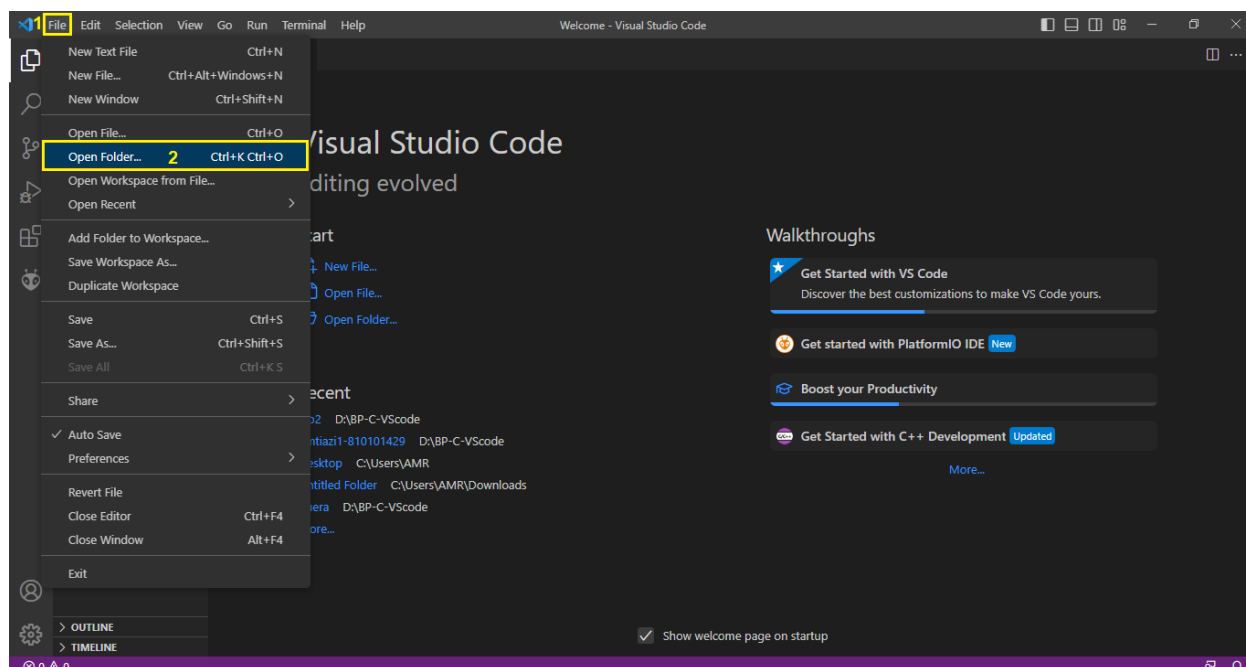 1 File Edit Selection View Go Run Terminal Help Welcome - Visual Studio Code
New Text File Ctrl+N
New File... Ctrl+Alt+Windows+N
New Window Ctrl+Shift+N
Open File... Ctrl+O
Open Folder... 2 Ctrl+K Ctrl+O
Open Workspace from File...
Open Recent
Add Folder to Workspace...
Save Workspace As...
Duplicate Workspace
Save Ctrl+S
Save As... Ctrl+Shift+S
Save All Ctrl+K S
Share
Auto Save
Preferences
Revert File
Close Editor Ctrl+F4
Close Window Alt+F4
Exit
OUTLINE
TIMELINE
isual Studio Code
diting evolved
tart
New File...
Open File...
Open Folder...
ecent
D:\BP-C-VScode
ntiazi1-810101429 D:\BP-C-VScode
esktop C:\Users\AMR
ntitled Folder C:\Users\AMR\Downloads
era D:\BP-C-VScode
ore...
Walkthroughs
Get Started with VS Code
Discover the best customizations to make VS Code yours.
Get started with PlatformIO IDE New
Boost your Productivity
Get Started with C++ Development Updated
More...
Show welcome page on startup